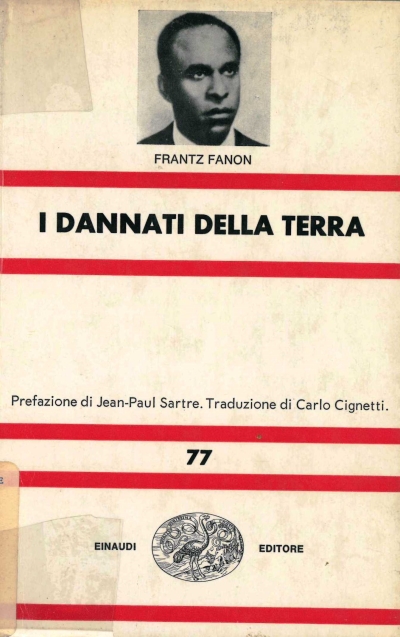 FRANTZ FANON
I DANNATI DELLA TERRA
Prefazione di Jean-Paul Sartre. Traduzione di Carlo Cignetti.
77
EINAUDI
EDITORE